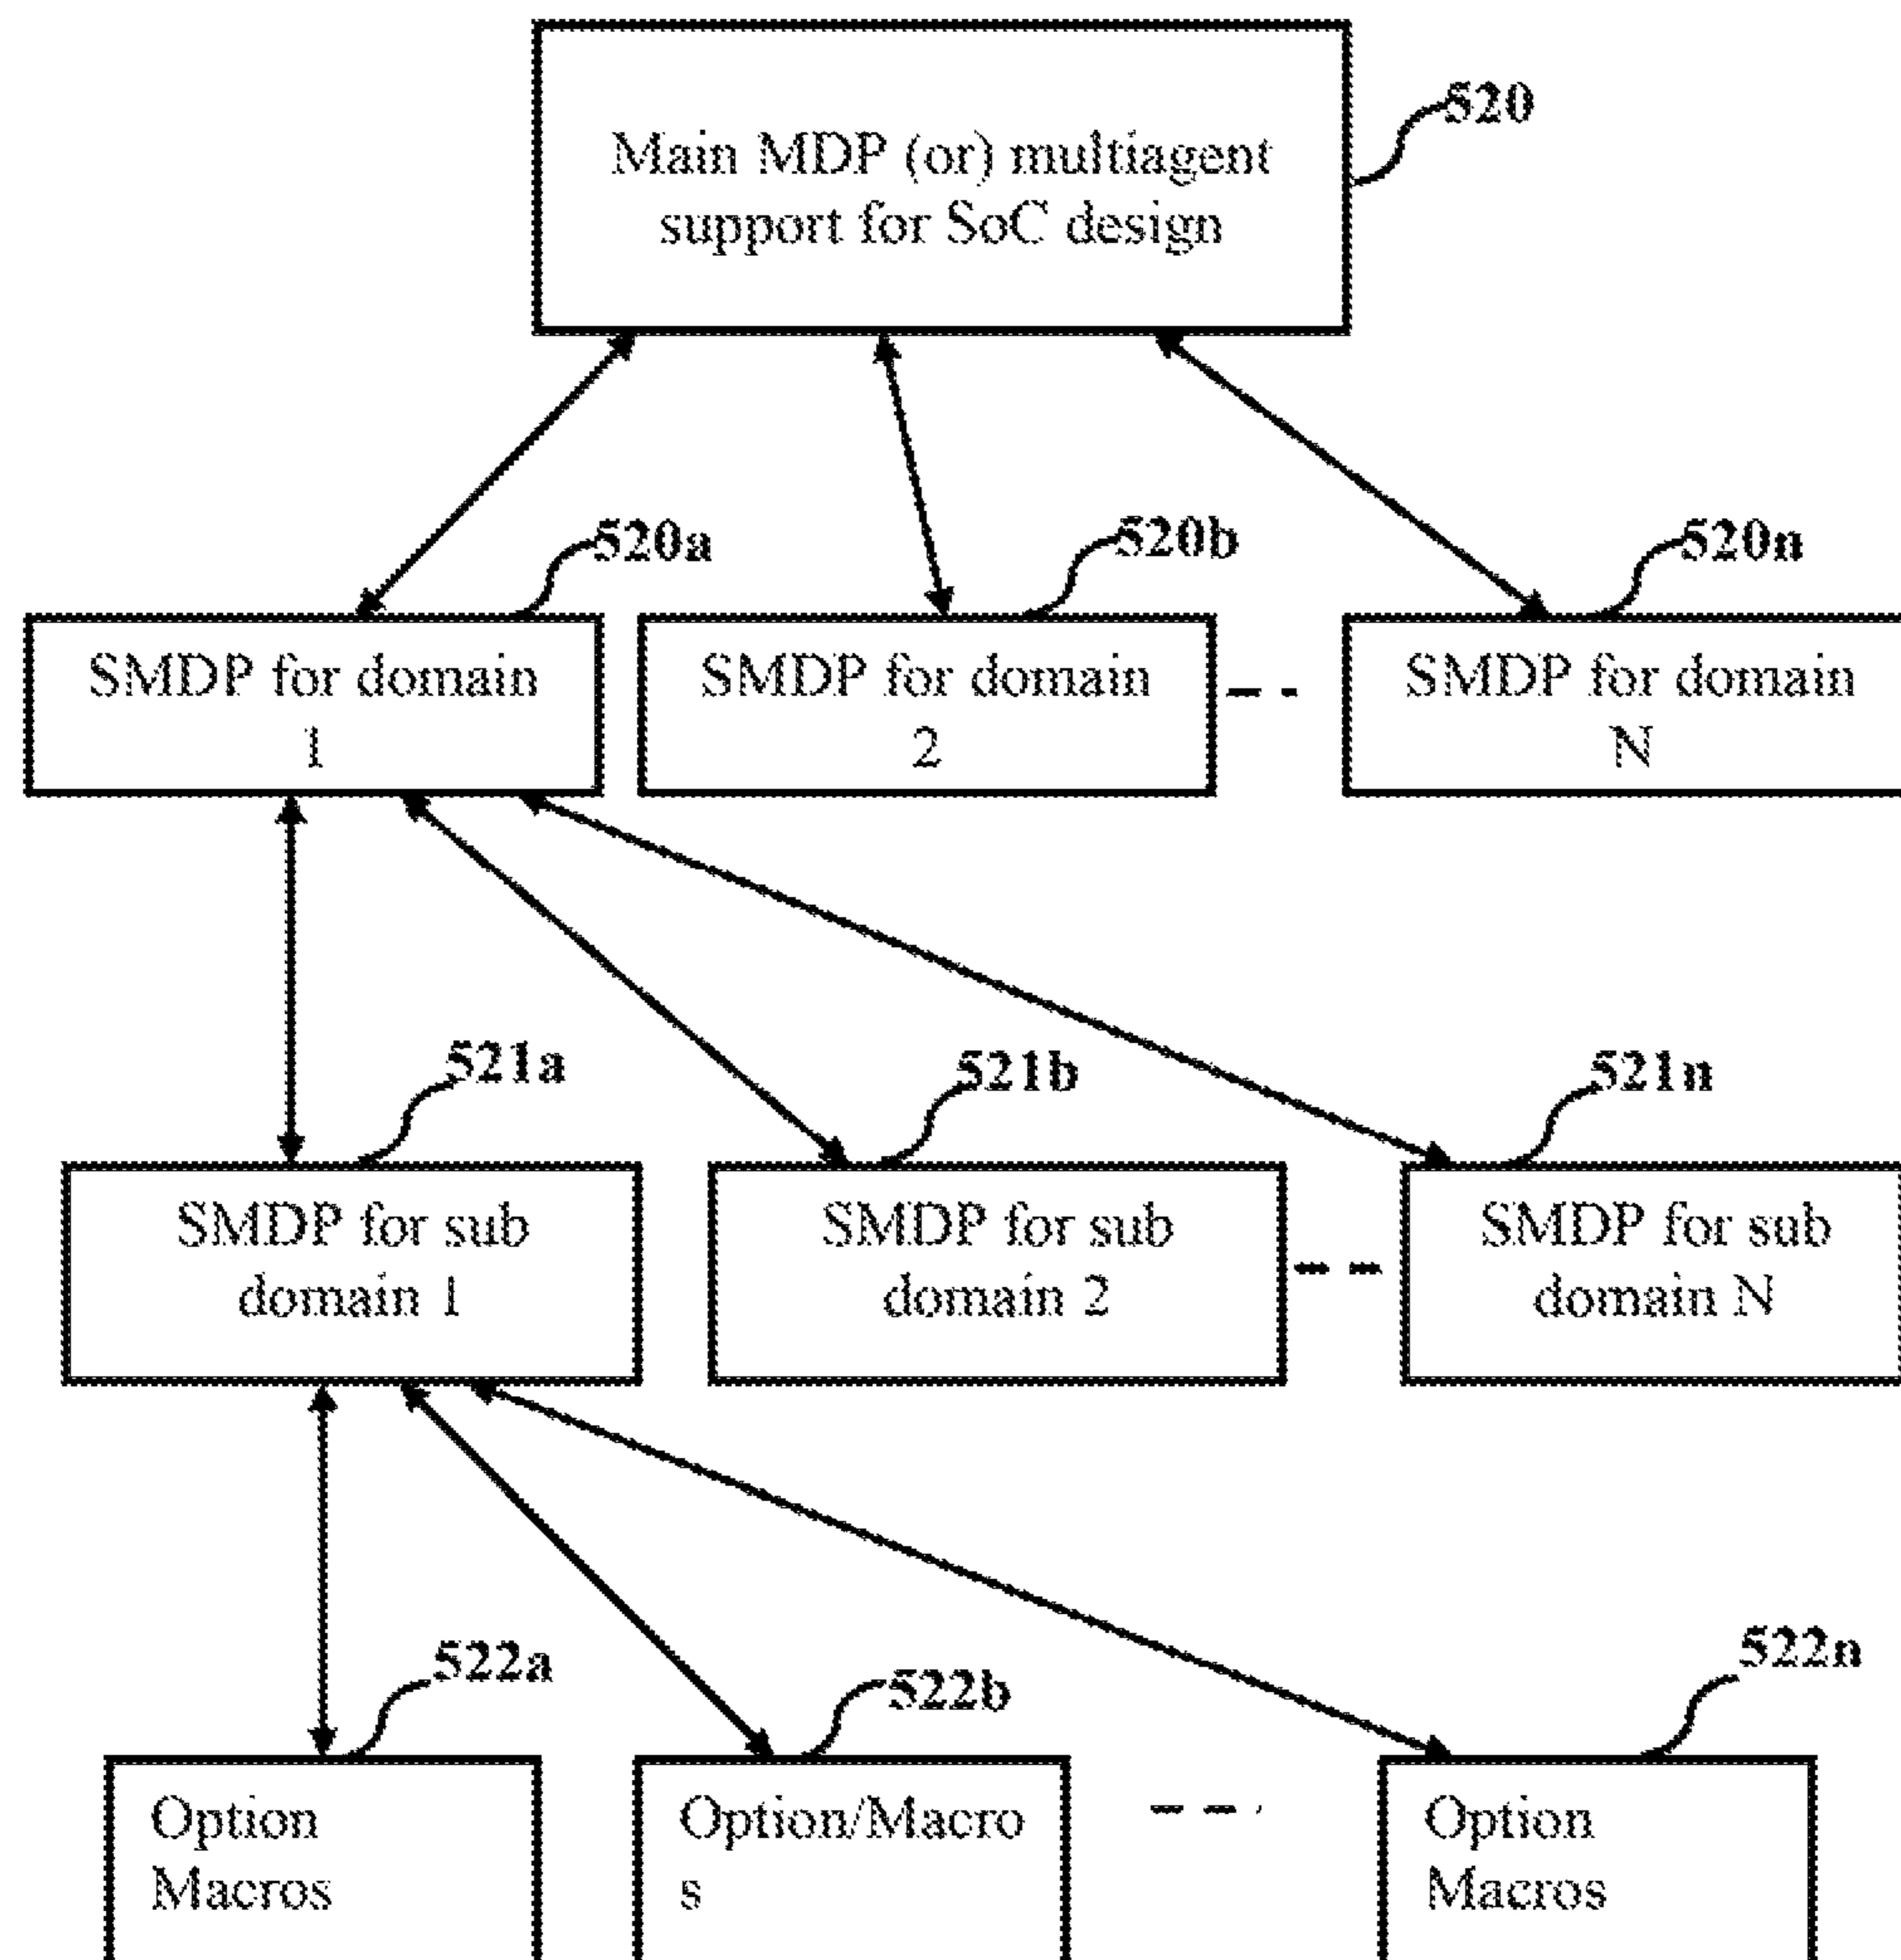 520
Main MDP (or) multiagent
support for SoC design
520a
520b
520n
SMDP for domain
1
SMDP for domain
2
SMDP for domain
N
521a
521b
521n
SMDP for sub
domain 1
SMDP for sub
domain 2
SMDP for sub
domain N
522a
522b
522n
Option
Macros
Option/Macro
s
Option
Macros